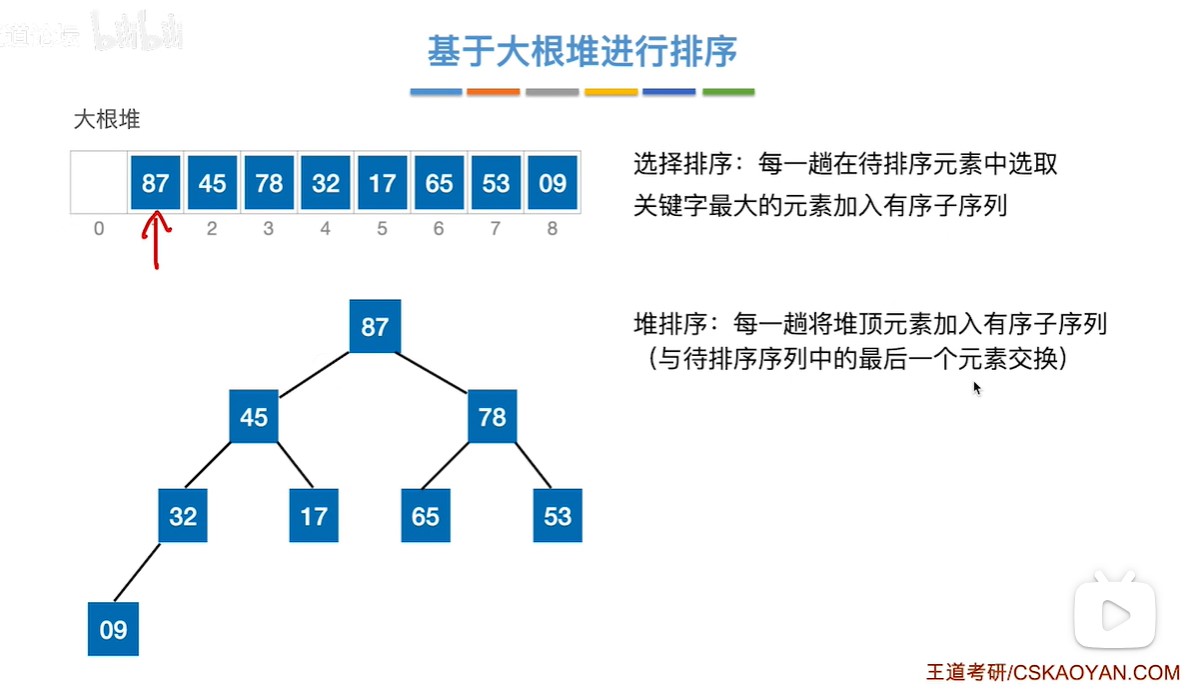 基于大根堆进行排序
大根堆
87 45 78 32 17 65 53 09
0 2 3 4 5 6 7 8
选择排序：每一趟在待排序元素中选取
关键字最大的元素加入有序子序列
堆排序：每一趟将堆顶元素加入有序子序列
（与待排序序列中的最后一个元素交换）
87
45 78
32 17 65 53
09
王道考研/CSKAOYAN.COM